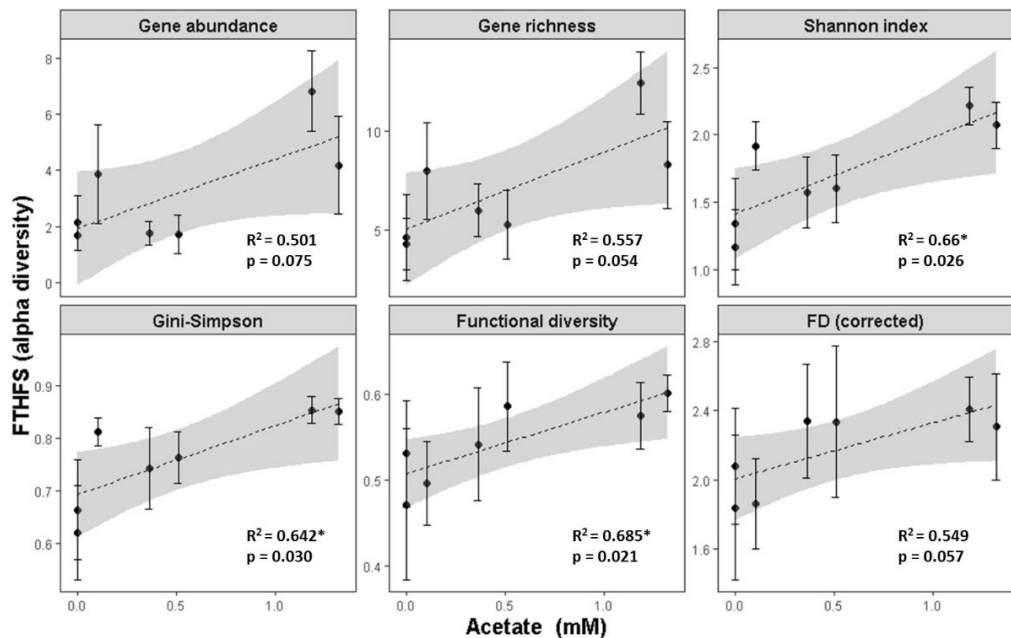 Gene abundance
Gene richness
Shannon index
8
6
4
2
0
R² = 0.501
p = 0.075
10
5
R² = 0.557
p = 0.054
2.5
2.0
1.5
1.0
R² = 0.66*
p = 0.026
FTHFS (alpha diversity)
Gini-Simpson
Functional diversity
FD (corrected)
0.9
0.8
0.7
0.6
R² = 0.642*
p = 0.030
0.6
0.5
0.4
R² = 0.685*
p = 0.021
2.8
2.4
2.0
1.6
R² = 0.549
p = 0.057
0.0 0.5 1.0
0.0 0.5 1.0
0.0 0.5 1.0
Acetate (mM)